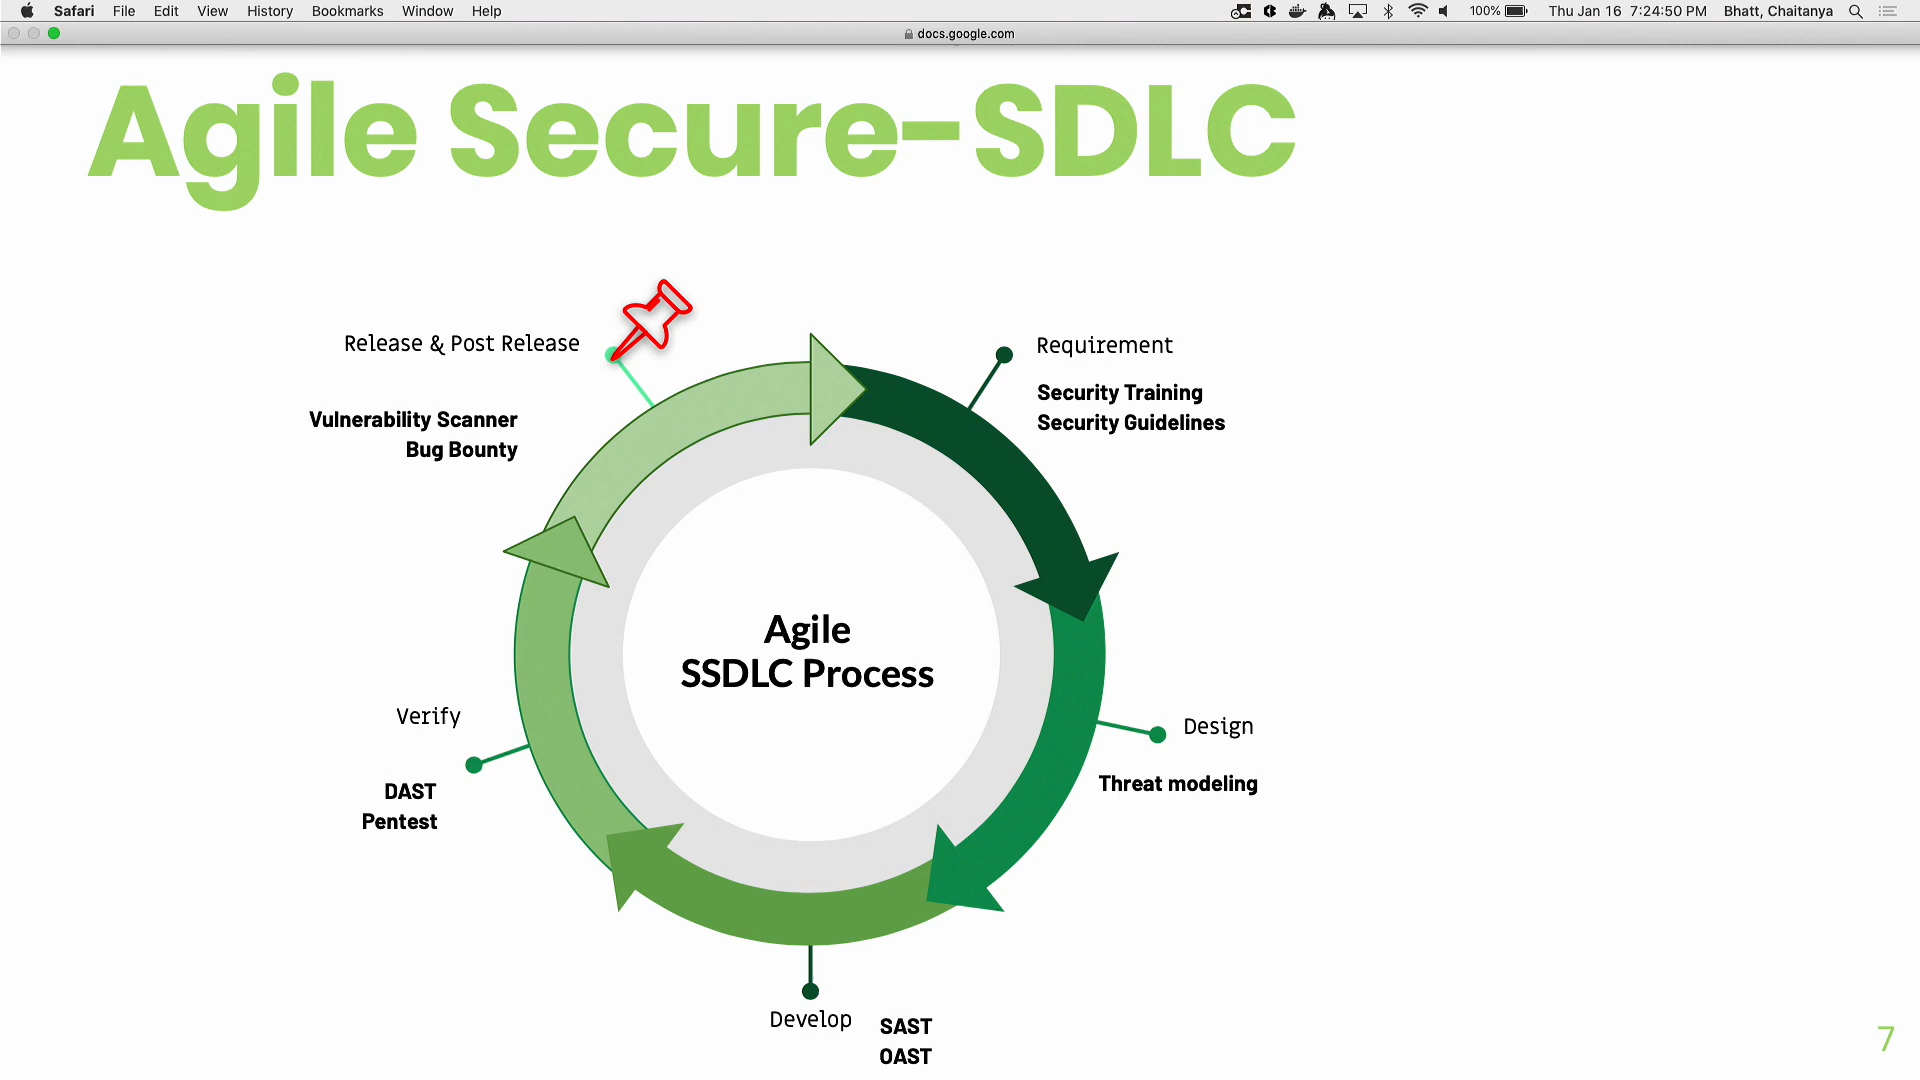 Safari File Edit View History Bookmarks Window Help 100% Thu Jan 16 7:24:50 PM Bhatt, Chaitanya
docs.google.com
Agile Secure-SDLC
Release & Post Release
Vulnerability Scanner
Bug Bounty
Requirement
Security Training
Security Guidelines
Agile
SSDLC Process
Verify
DAST
Pentest
Design
Threat modeling
Develop
SAST
OAST
7